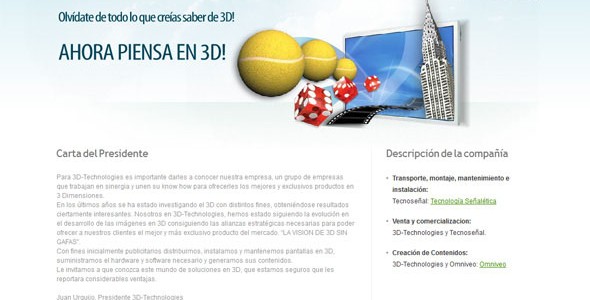 Olvídate de todo lo que creías saber de 3D!
AHORA PIENSA EN 3D!
Carta del Presidente
Para 3D-Technologies es importante darles a conocer nuestra empresa, un grupo de empresas
que trabajan en sinergia y unen su know how para ofrecerles los mejores y exclusivos productos en
3 Dimensiones.
En los últimos años se ha estado investigando el 3D con distintos fines, obteniéndose resultados
ciertamente interesantes. Nosotros en 3D-Technologies, hemos estado siguiendo la evolución en
el desarrollo de las imágenes en 3D consiguiendo las alianzas estratégicas necesarias para poder
ofrecer a nuestros clientes el mejor y más exclusivo producto del mercado: "LA VISION DE 3D SIN
GAFAS".
Con fines inicialmente publicitarios distribuimos, instalamos y mantenemos pantallas en 3D,
suministramos el hardware y software necesario y generamos sus contenidos.
Le invitamos a que conozca este mundo de soluciones en 3D, que estamos seguros que les
reportará considerables ventajas.
Juan Urquijo, Presidente 3D-Technologies
Descripción de la compañía
Transporte, montaje, mantenimiento e
instalación:
Tecnoseñal: Tecnología Señalética
Venta y comercializacion:
3D-Technologies y Tecnoseñal.
Creación de Contenidos:
3D-Technologies y Omniveo: Omniveo